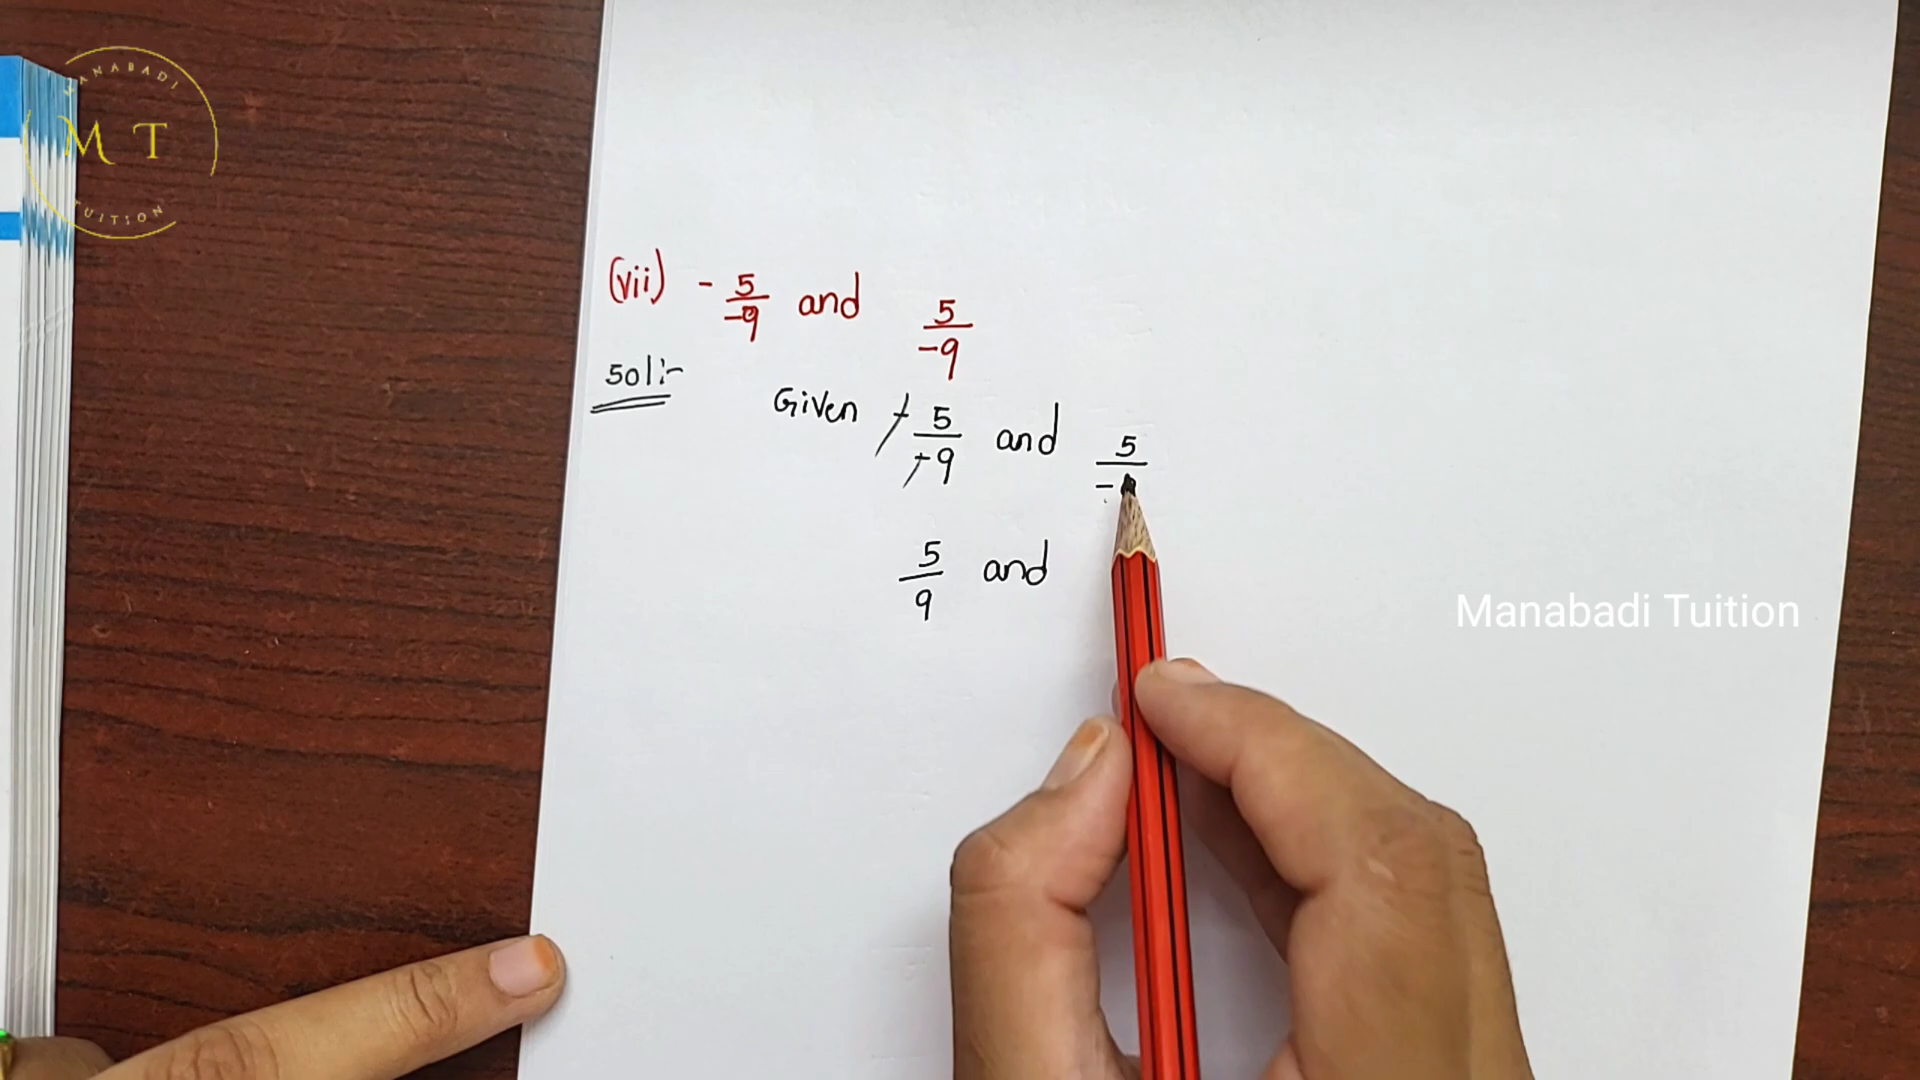 MANABADI
M T
TUITION
(vii) - 5/-9 and 5/-9
Sol:-
Given - 5/-9 and 5/-
5/9 and
Manabadi Tuition